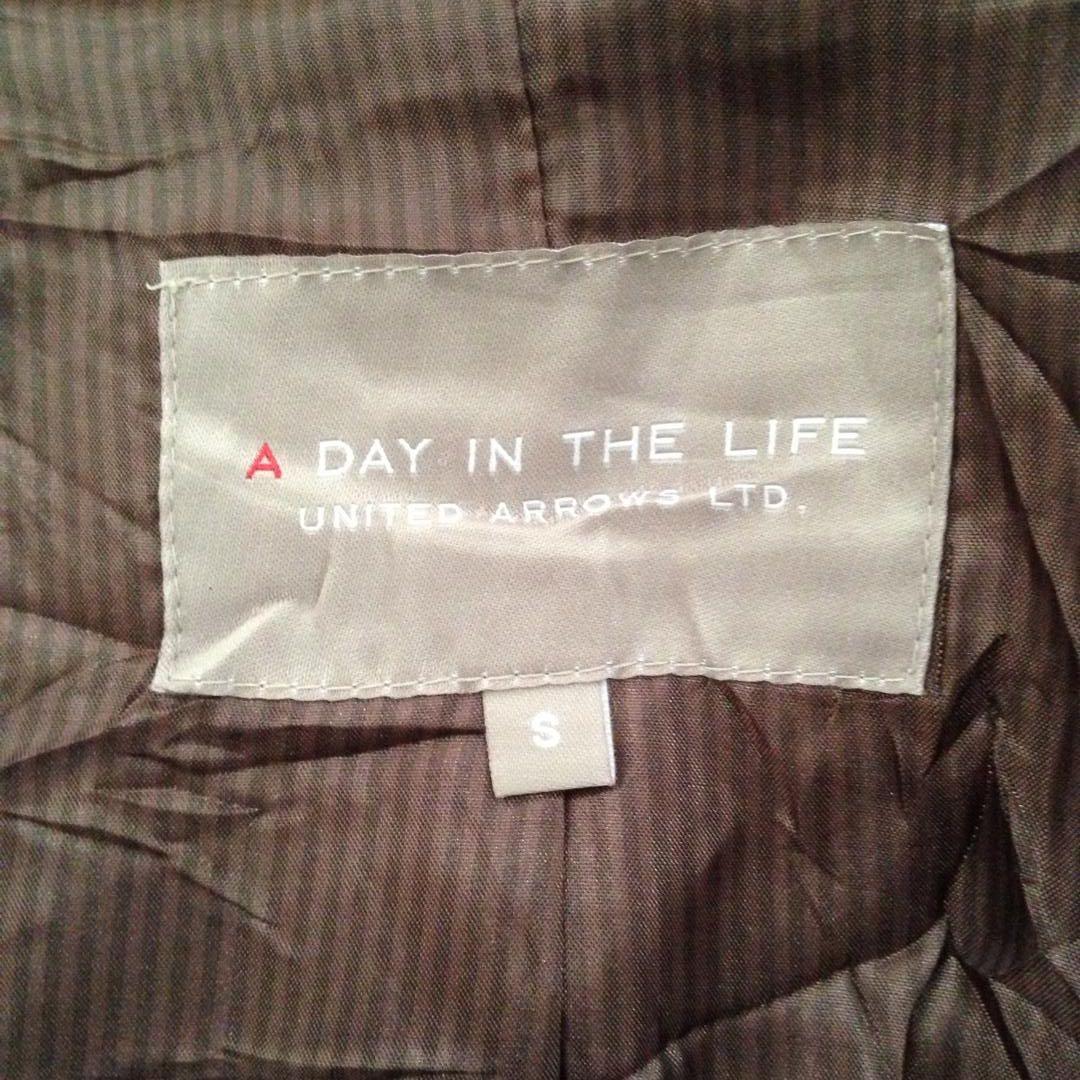 A DAY IN THE LIFE
UNITED ARROWS LTD.
S